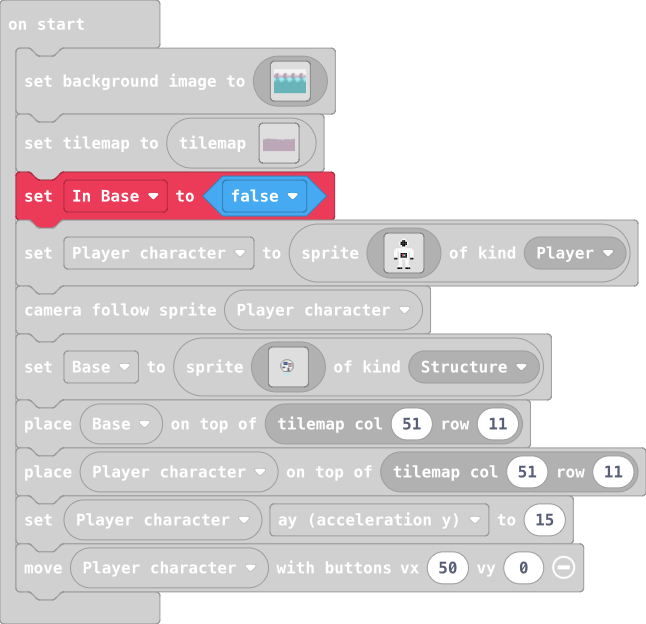 on start
set background image to
set tilemap to tilemap
set In Base to false
set Player character to sprite of kind Player
camera follow sprite Player character
set Base to sprite of kind Structure
place Base on top of tilemap col 51 row 11
place Player character on top of tilemap col 51 row 11
set Player character ay (acceleration y) to 15
move Player character with buttons vx 50 vy 0